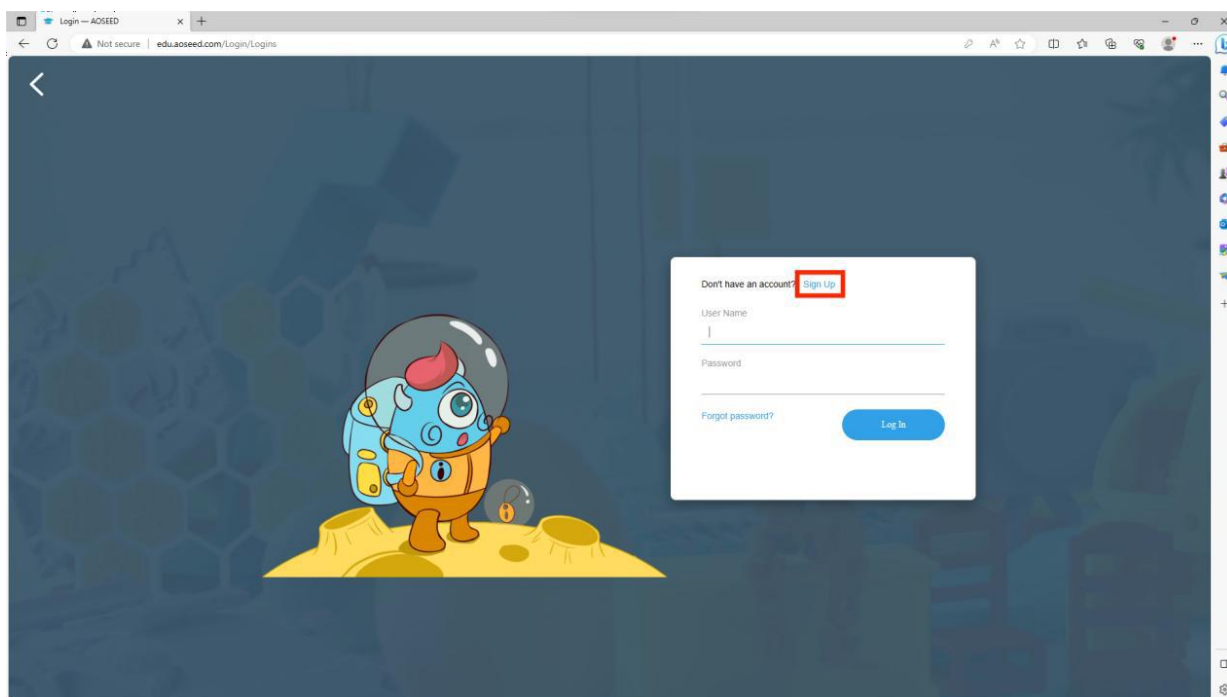 Login — AOSEED
Not secure | edu.aoseed.com/Login/Logins
Don't have an account? Sign Up
User Name
Password
Forgot password?
Log In